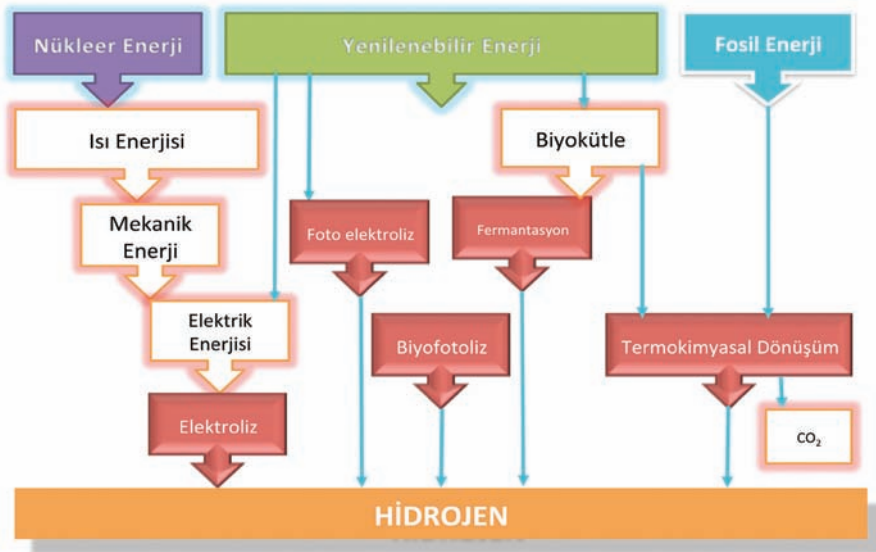 Nükleer Enerji
Yenilenebilir Enerji
Fosil Enerji
Isı Enerjisi
Biyokütle
Mekanik
Enerji
Foto elektroliz
Fermantasyon
Elektrik
Enerjisi
Biyofotoliz
Termokimyasal Dönüşüm
Elektroliz
CO₂
HİDROJEN